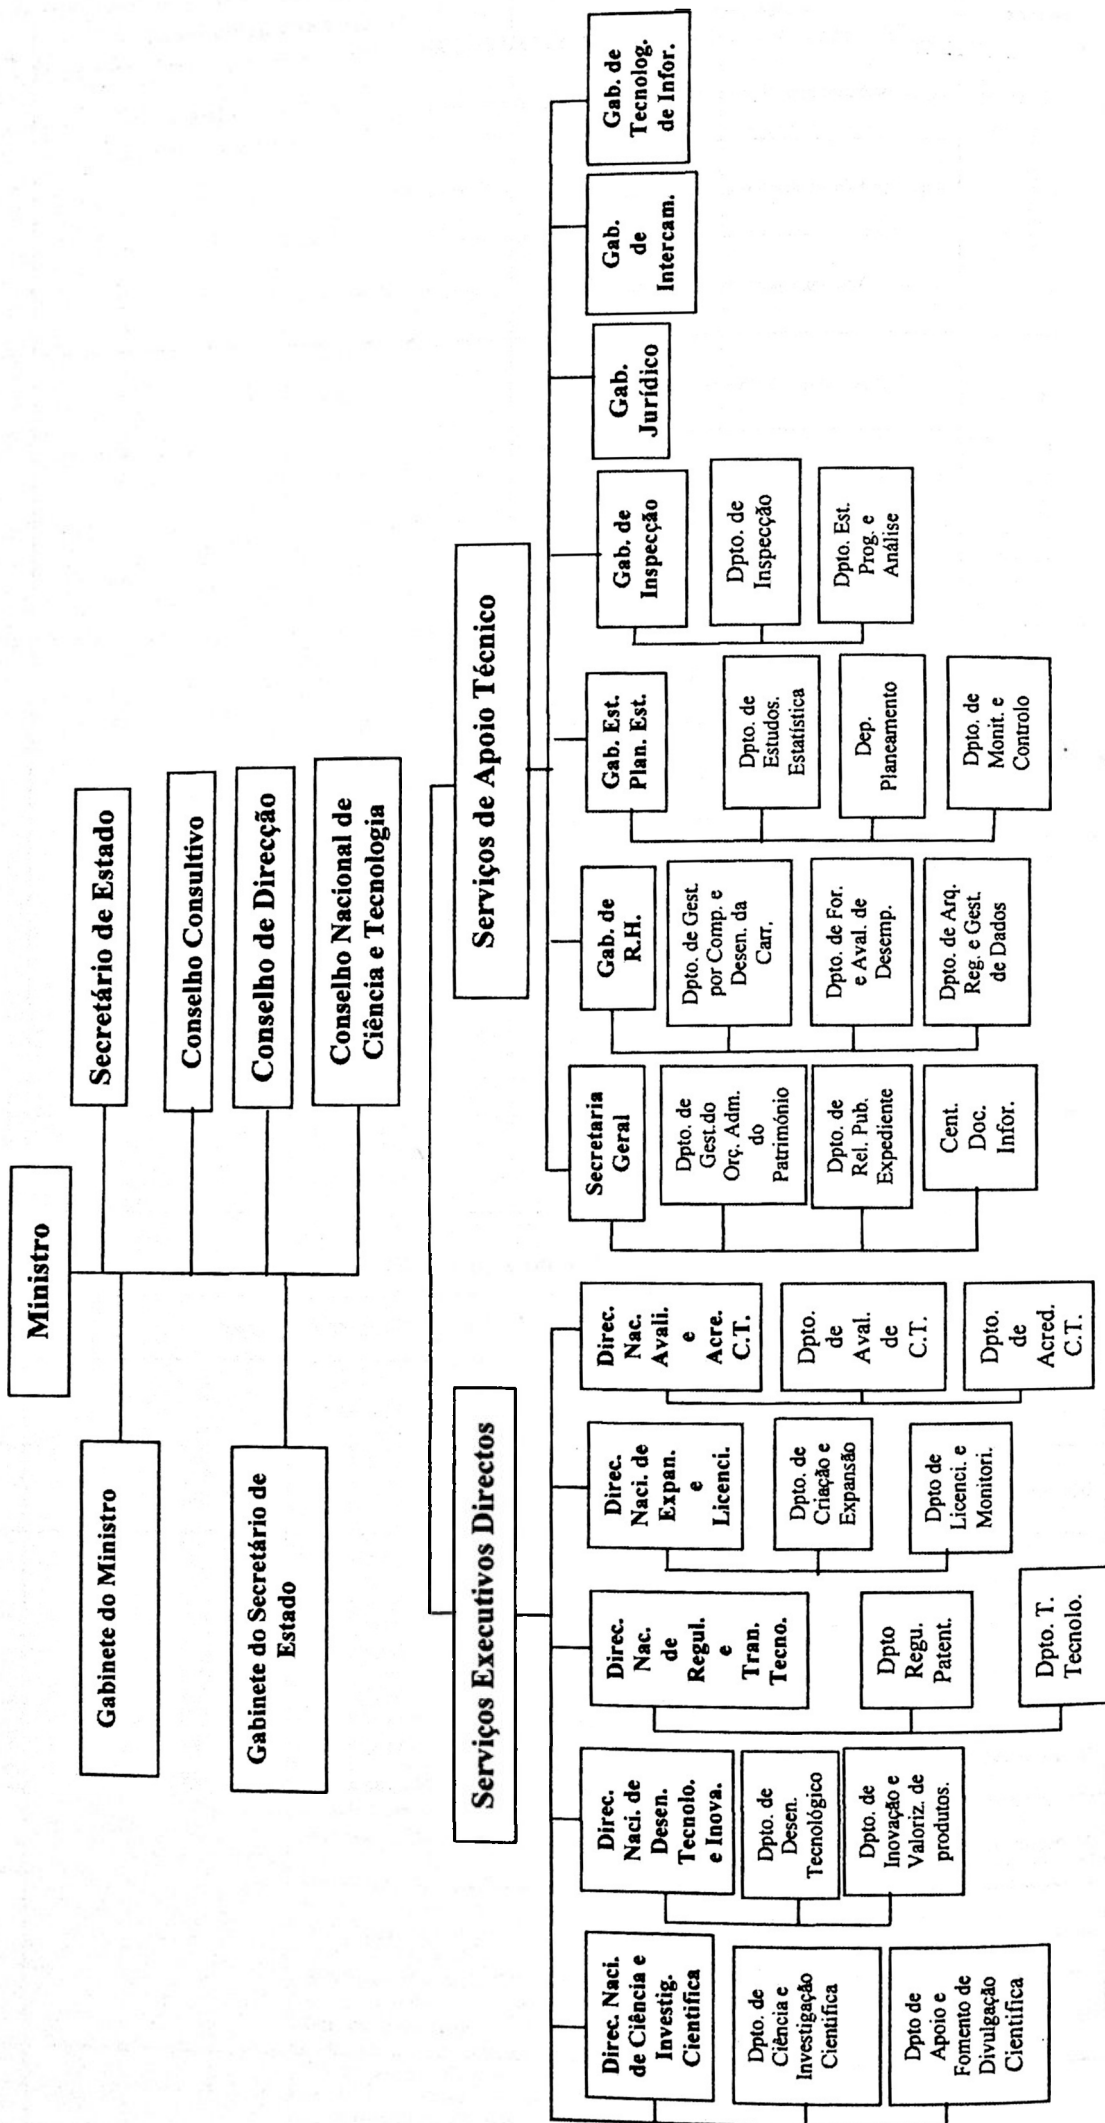 Ministro
Gabinete do Ministro
Gabinete do Secretário de
Estado
Secretário de Estado
Conselho Consultivo
Conselho de Direcção
Conselho Nacional de
Ciência e Tecnologia
Serviços Executivos Directos
Serviços de Apoio Técnico
Direc. Naci.
de Ciência e
Investig.
Cientifica
Dpto. de
Ciência e
Investigação
Cientifica
Dpto de
Apoio e
Fomento de
Divulgação
Cientifica
Direc.
Naci. de
Desen.
Tecnolo.
e Inova.
Dpto. de
Desen.
Tecnológico
Dpto. de
Inovação e
Valoriz. de
produtos.
Direc.
Nac.
de
Regul.
e
Tran.
Tecno.
Dpto
Regu.
Patent.
Dpto. T.
Tecnolo.
Direc.
Naci. de
Expan.
e
Licenci.
Dpto. de
Criação e
Expansão
Dpto de
Licenci. e
Monitori.
Direc.
Nac.
Avali.
e
Acre.
C.T.
Dpto.
de
Aval.
de
C.T.
Dpto.
de
Acred.
C.T.
Secretaria
Geral
Dpto. de
Gest.do
Orç. Adm.
do
Património
Dpto. de
Rel. Pub.
Expediente
Cent.
Doc.
Infor.
Gab. de
R.H.
Dpto. de Gest.
por Comp. e
Desen. da
Carr.
Dpto. de For.
e Aval. de
Desemp.
Dpto. de Arq.
Reg. e Gest.
de Dados
Gab. Est.
Plan. Est.
Dpto. de
Estudos.
Estatística
Dep.
Planeamento
Dpto. de
Monit. e
Controlo
Gab. de
Inspecção
Dpto. de
Inspecção
Dpto. Est.
Prog. e
Análise
Gab.
Jurídico
Gab.
de
Intercam.
Gab. de
Tecnolog.
de Infor.